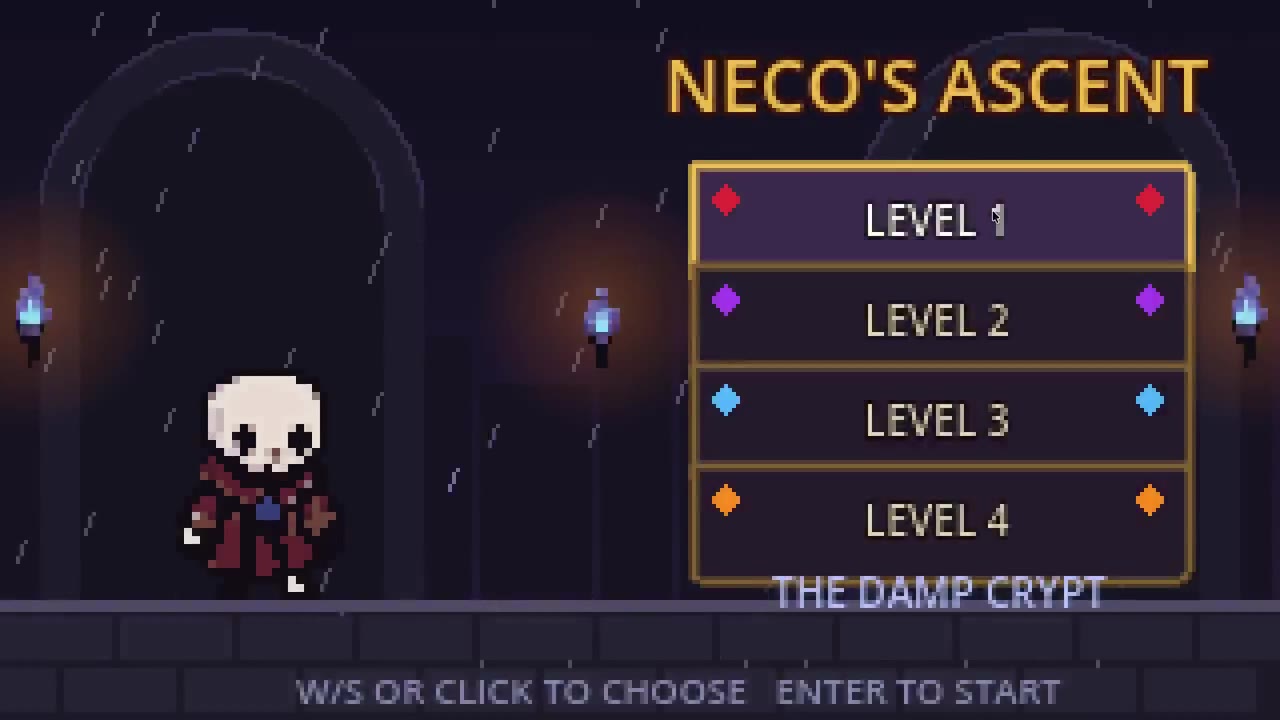 NECO'S ASCENT
LEVEL 1
LEVEL 2
LEVEL 3
LEVEL 4
THE DAMP CRYPT
W/S OR CLICK TO CHOOSE ENTER TO START